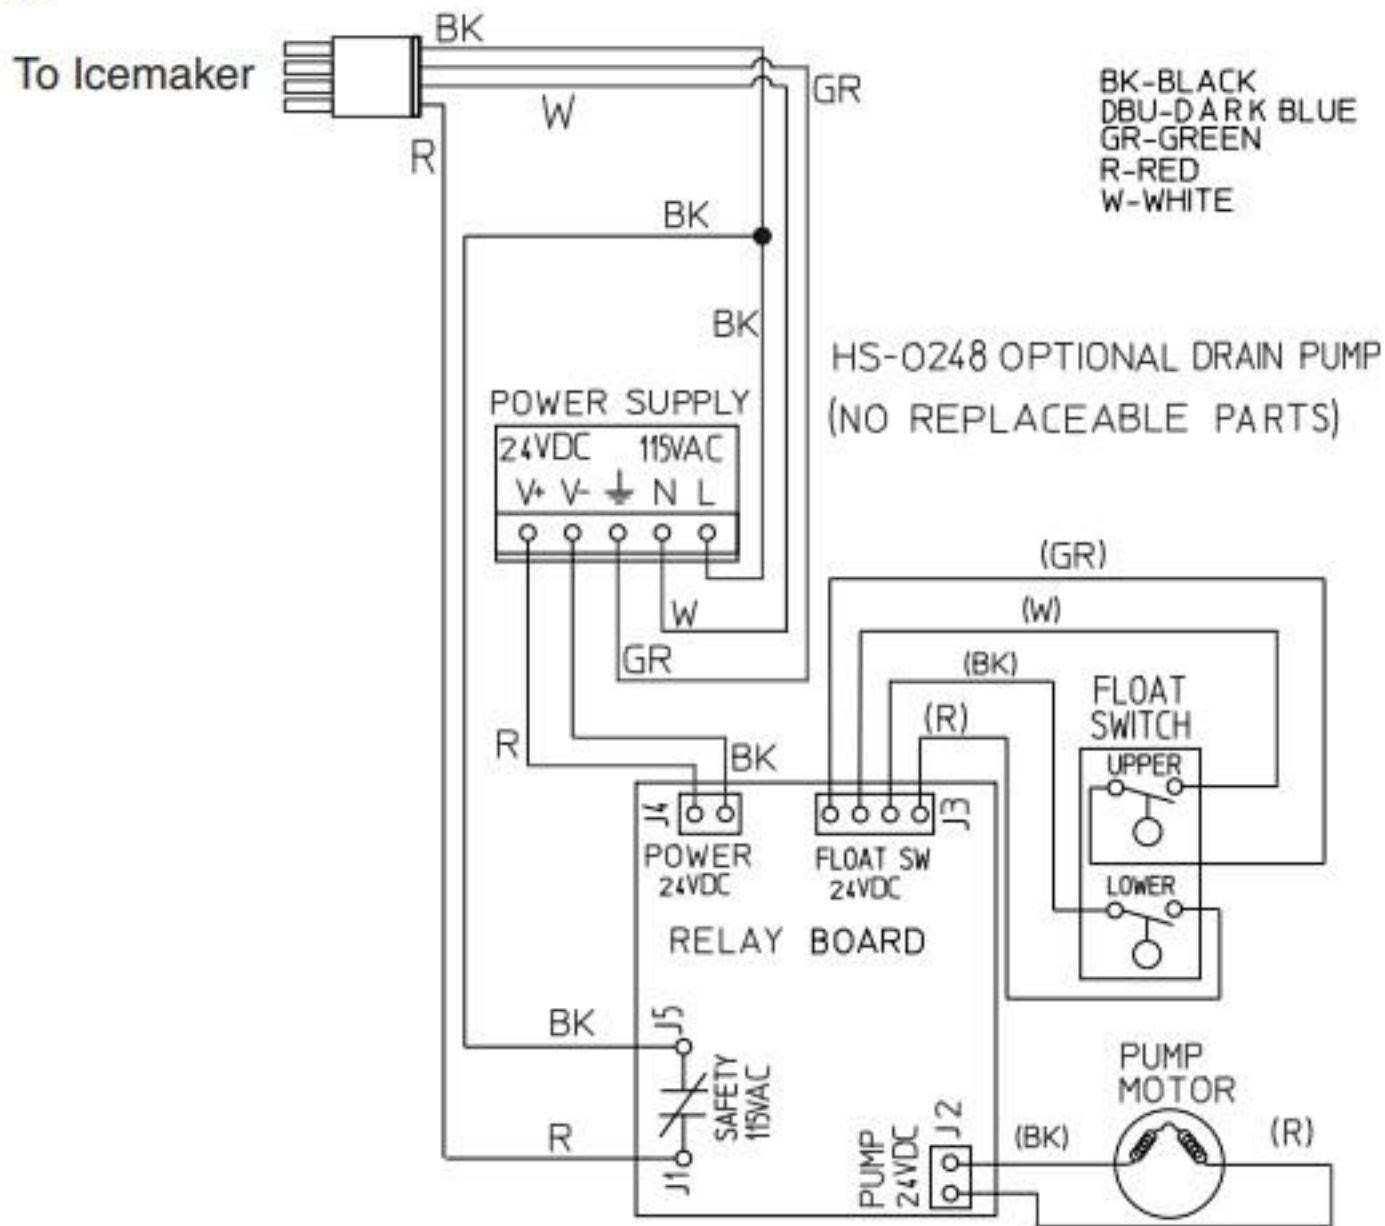 BK
To Icemaker
GR
W
R
BK-BLACK
DBU-DARK BLUE
GR-GREEN
R-RED
W-WHITE
BK
BK
HS-0248 OPTIONAL DRAIN PUMP
(NO REPLACEABLE PARTS)
POWER SUPPLY
24VDC 115VAC
V+ V- N L
W
GR
R
BK
(GR)
(W)
(BK)
(R)
FLOAT
SWITCH
UPPER
LOWER
J4
POWER
24VDC
J3
FLOAT SW
24VDC
RELAY BOARD
BK
J5
SAFETY
115VAC
R
J1
PUMP
24VDC
J2
(BK)
PUMP
MOTOR
(R)